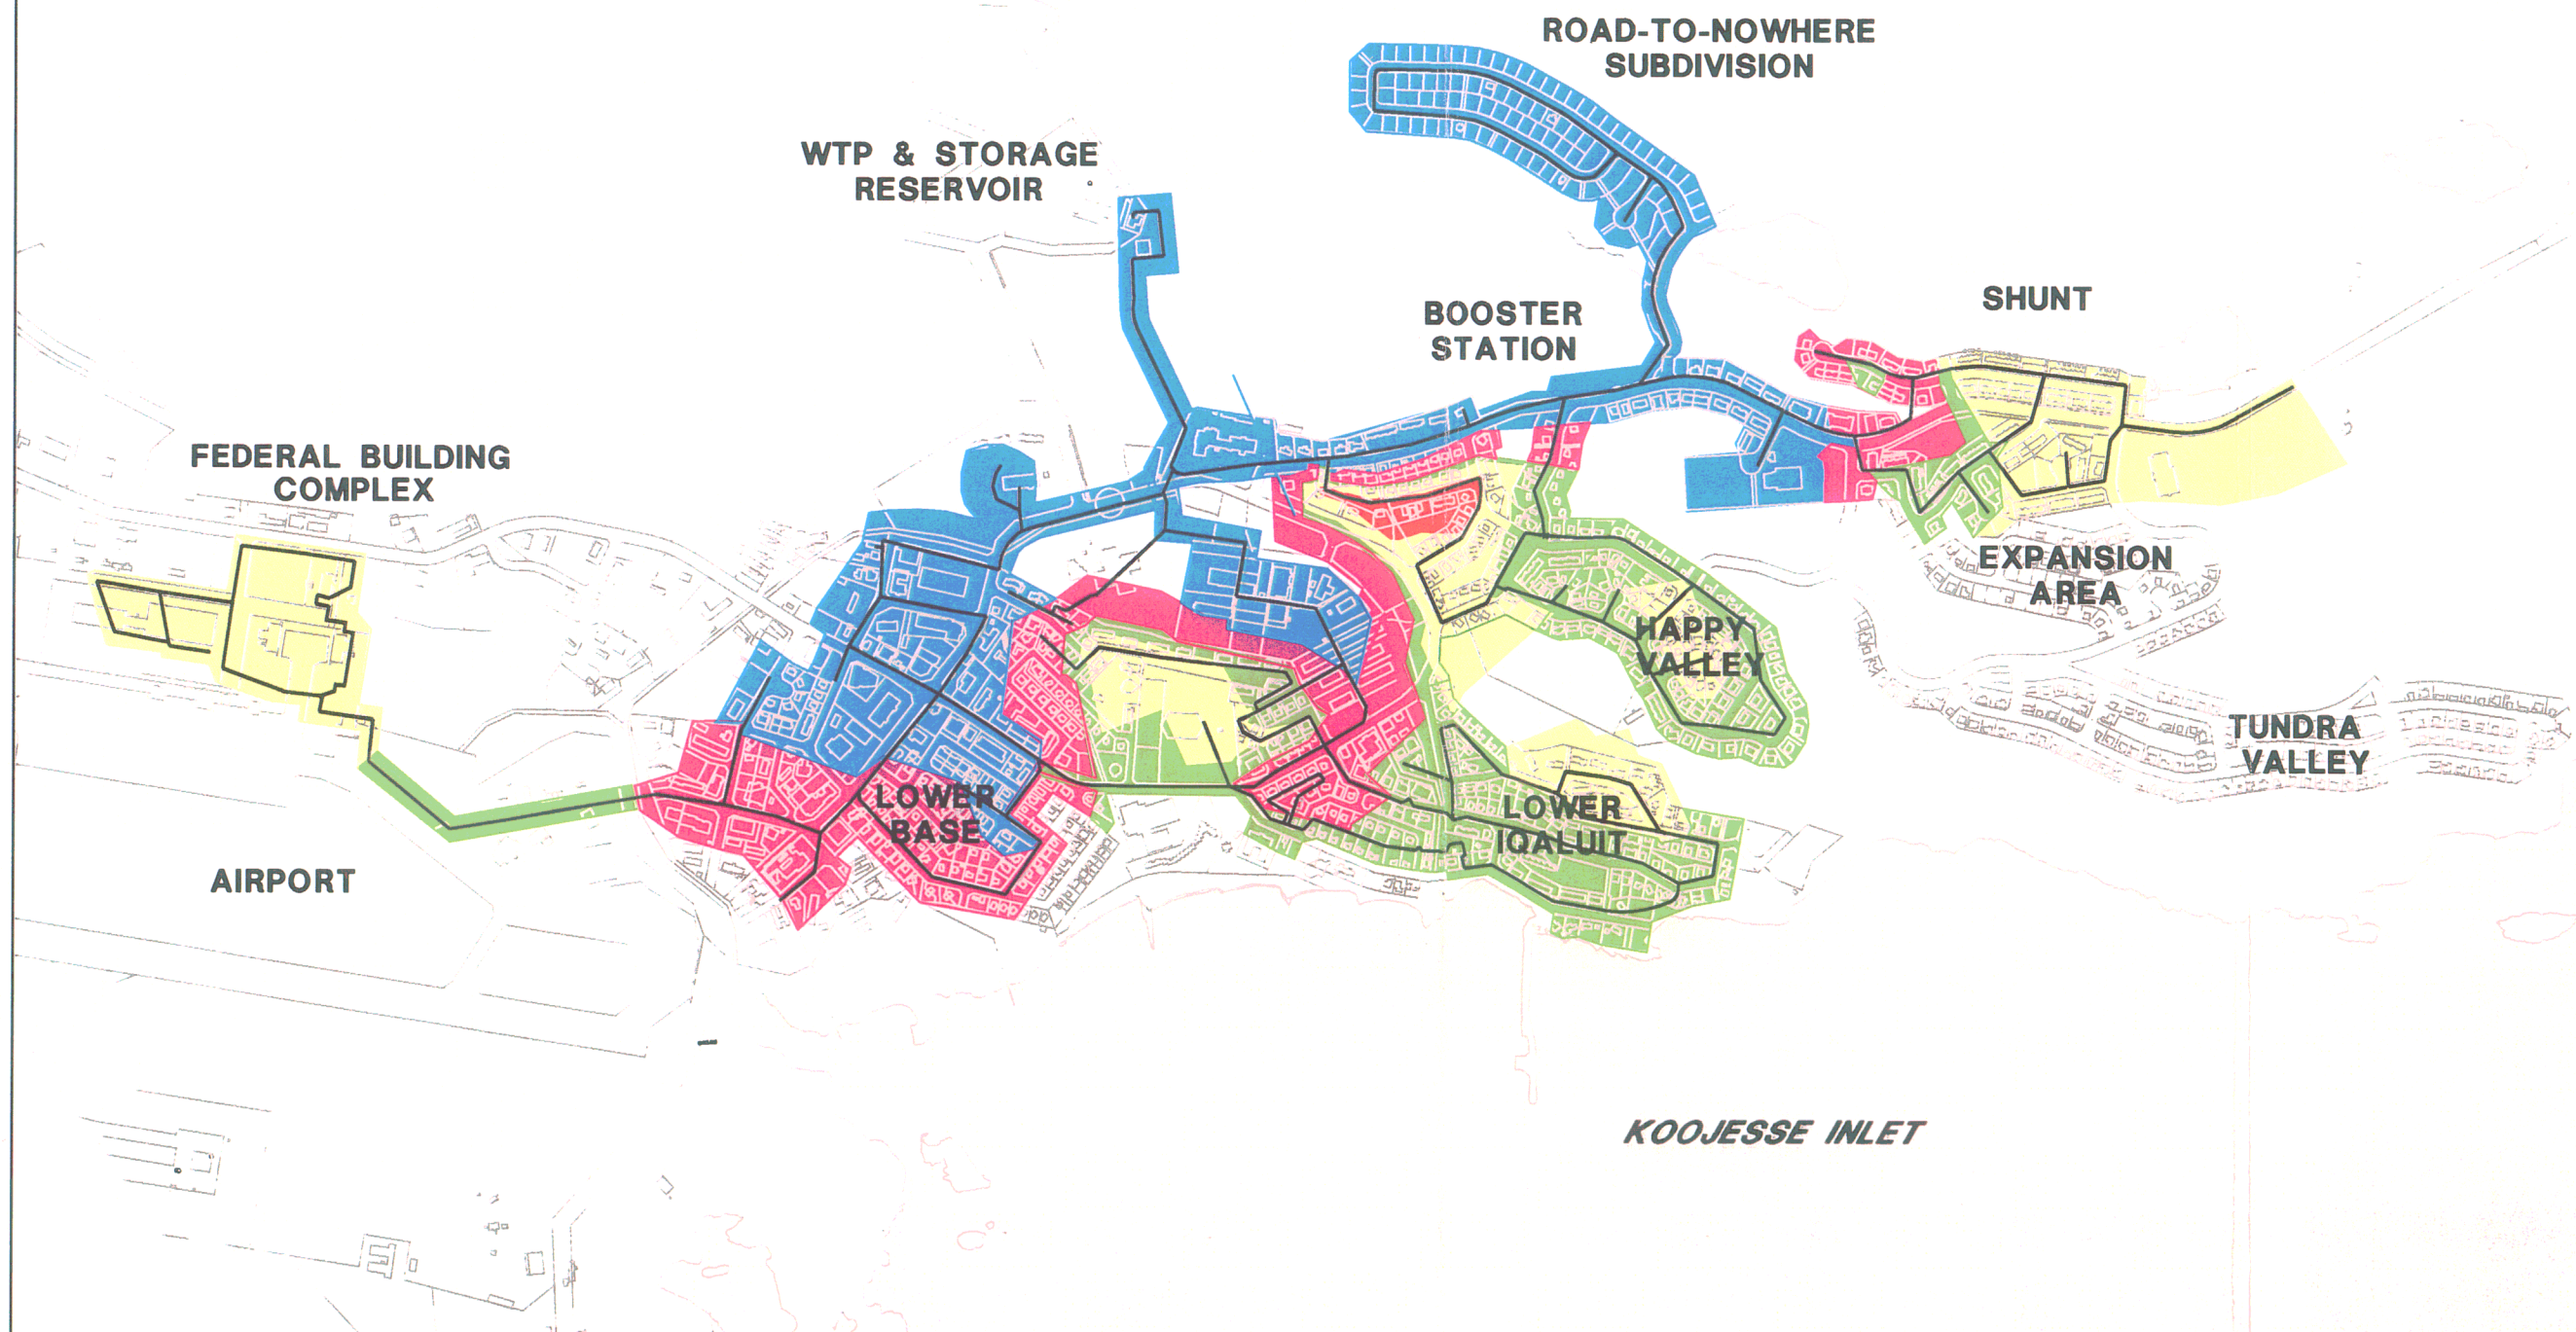 ROAD-TO-NOWHERE
SUBDIVISION
WTP & STORAGE
RESERVOIR
BOOSTER
STATION
SHUNT
FEDERAL BUILDING
COMPLEX
EXPANSION
AREA
HAPPY
VALLEY
TUNDRA
VALLEY
LOWER
BASE
LOWER
IQALUIT
AIRPORT
KOOJESSE INLET